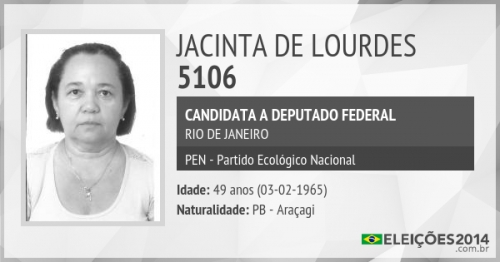 JACINTA DE LOURDES
5106
CANDIDATA A DEPUTADO FEDERAL
RIO DE JANEIRO
PEN - Partido Ecológico Nacional
Idade: 49 anos (03-02-1965)
Naturalidade: PB - Araçagi
ELEIÇÕES2014
.com.br